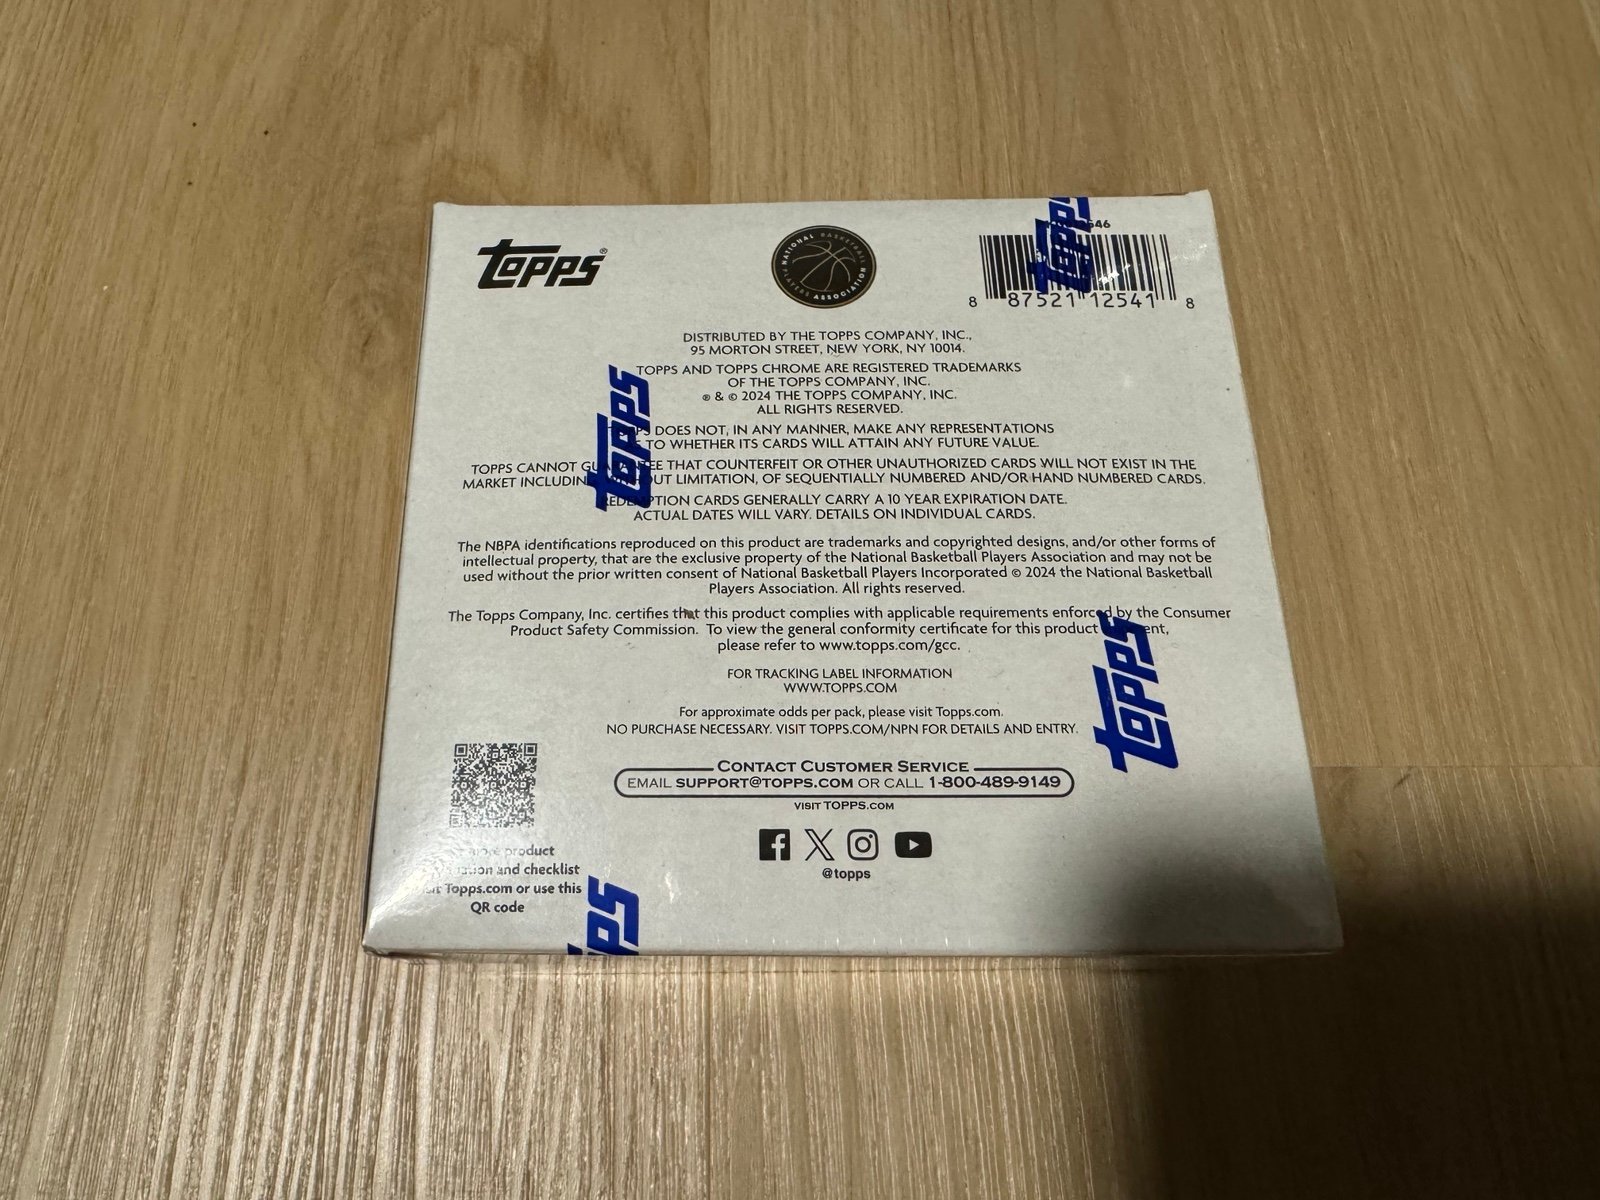 topps®
NATIONAL BASKETBALL PLAYERS ASSOCIATION
topps
546
8 87521 12541 8
DISTRIBUTED BY THE TOPPS COMPANY, INC.,
95 MORTON STREET, NEW YORK, NY 10014.
TOPPS AND TOPPS CHROME ARE REGISTERED TRADEMARKS
OF THE TOPPS COMPANY, INC.
® & © 2024 THE TOPPS COMPANY, INC.
ALL RIGHTS RESERVED.
topps
DOES NOT, IN ANY MANNER, MAKE ANY REPRESENTATIONS
TO WHETHER ITS CARDS WILL ATTAIN ANY FUTURE VALUE.
TOPPS CANNOT GUARANTEE THAT COUNTERFEIT OR OTHER UNAUTHORIZED CARDS WILL NOT EXIST IN THE
MARKET INCLUDING, WITHOUT LIMITATION, OF SEQUENTIALLY NUMBERED AND/OR HAND NUMBERED CARDS.
REDEMPTION CARDS GENERALLY CARRY A 10 YEAR EXPIRATION DATE.
ACTUAL DATES WILL VARY. DETAILS ON INDIVIDUAL CARDS.
The NBPA identifications reproduced on this product are trademarks and copyrighted designs, and/or other forms of
intellectual property, that are the exclusive property of the National Basketball Players Association and may not be
used without the prior written consent of National Basketball Players Incorporated © 2024 the National Basketball
Players Association. All rights reserved.
The Topps Company, Inc. certifies that this product complies with applicable requirements enforced by the Consumer
Product Safety Commission. To view the general conformity certificate for this product
please refer to www.topps.com/gcc.
topps
FOR TRACKING LABEL INFORMATION
WWW.TOPPS.COM
For approximate odds per pack, please visit Topps.com.
NO PURCHASE NECESSARY. VISIT TOPPS.COM/NPN FOR DETAILS AND ENTRY.
CONTACT CUSTOMER SERVICE
EMAIL SUPPORT@TOPPS.COM OR CALL 1-800-489-9149
VISIT TOPPS.COM
@topps
more product
and checklist
Topps.com or use this
QR code
ps